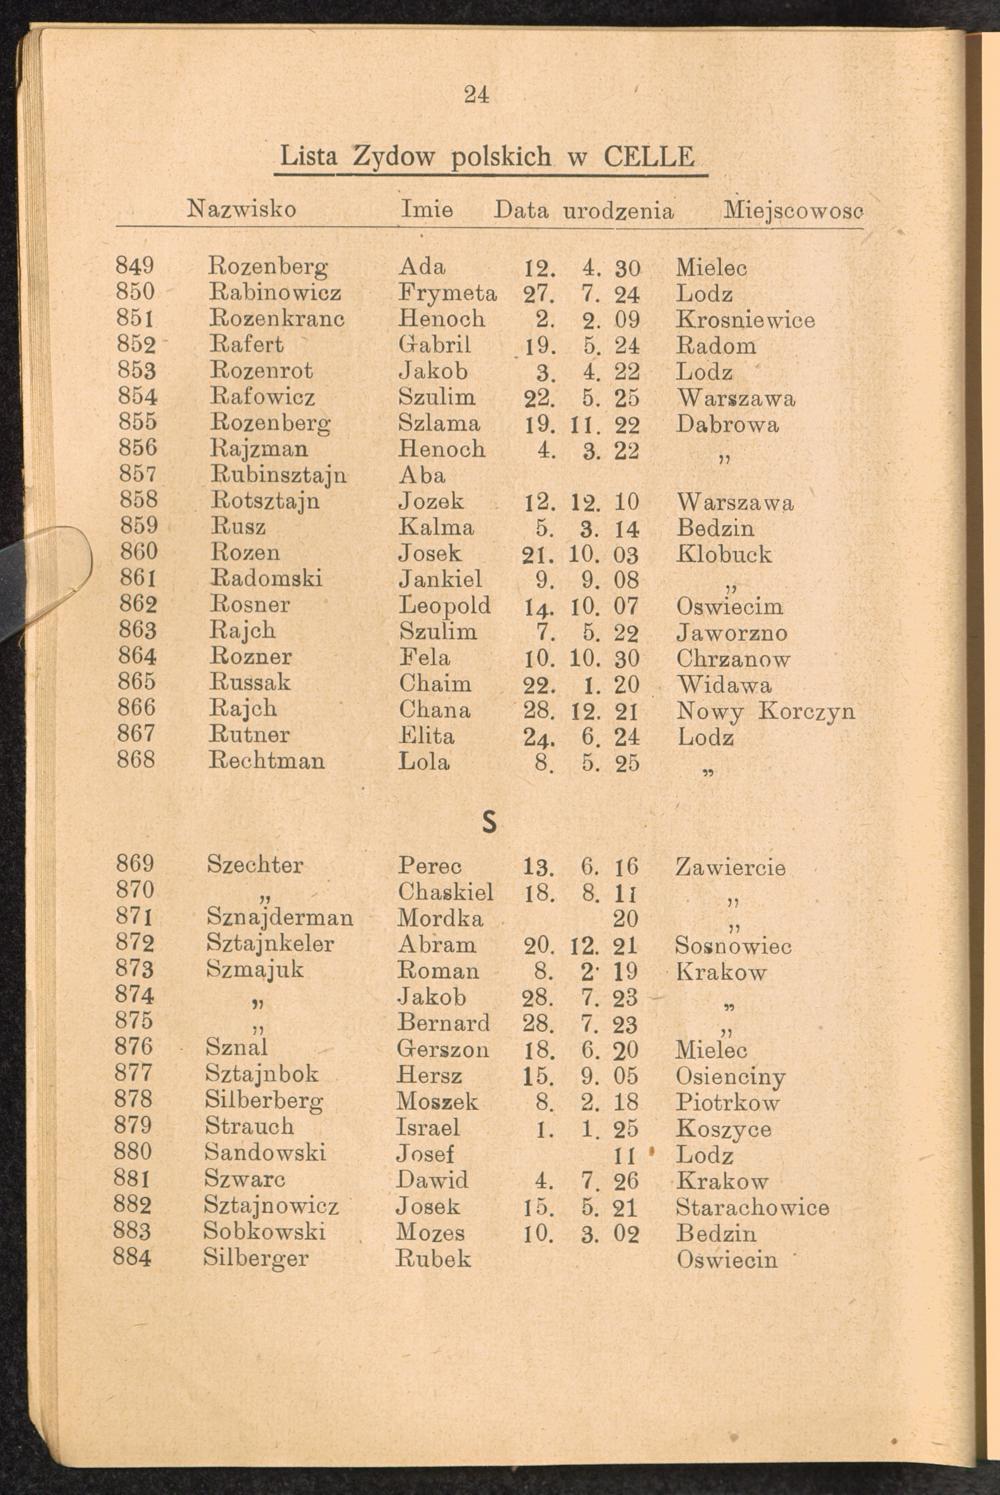 24
Lista Zydow polskich w CELLE
Nazwisko Imie Data urodzenia Miejscowosc
849 Rozenberg Ada 12. 4. 30 Mielec
850 Rabinowicz Frymeta 27. 7. 24 Lodz
851 Rozenkranc Henoch 2. 2. 09 Krosniewice
852 Rafert Gabril 19. 5. 24 Radom
853 Rozenrot Jakob 3. 4. 22 Lodz
854 Rafowicz Szulim 22. 5. 25 Warszawa
855 Rozenberg Szlama 19. 11. 22 Dabrowa
856 Rajzman Henoch 4. 3. 22 „
857 Rubinsztajn Aba
858 Rotsztajn Jozek 12. 12. 10 Warszawa
859 Rusz Kalma 5. 3. 14 Bedzin
860 Rozen Josek 21. 10. 03 Klobuck
861 Radomski Jankiel 9. 9. 08 „
862 Rosner Leopold 14. 10. 07 Oswiecim
863 Rajch Szulim 7. 5. 22 Jaworzno
864 Rozner Fela 10. 10. 30 Chrzanow
865 Russak Chaim 22. 1. 20 Widawa
866 Rajch Chana 28. 12. 21 Nowy Korczyn
867 Rutner Elita 24. 6. 24 Lodz
868 Rechtman Lola 8. 5. 25 „
S
869 Szechter Perec 13. 6. 16 Zawiercie
870 „ Chaskiel 18. 8. 11 „
871 Sznajderman Mordka 20 „
872 Sztajnkeler Abram 20. 12. 21 Sosnowiec
873 Szmajuk Roman 8. 2. 19 Krakow
874 „ Jakob 28. 7. 23 „
875 „ Bernard 28. 7. 23 „
876 Sznal Gerszon 18. 6. 20 Mielec
877 Sztajnbok Hersz 15. 9. 05 Osienciny
878 Silberberg Moszek 8. 2. 18 Piotrkow
879 Strauch Israel 1. 1. 25 Koszyce
880 Sandowski Josef 11 Lodz
881 Szwarc Dawid 4. 7. 26 Krakow
882 Sztajnowicz Josek 15. 5. 21 Starachowice
883 Sobkowski Mozes 10. 3. 02 Bedzin
884 Silberger Rubek Oswiecin